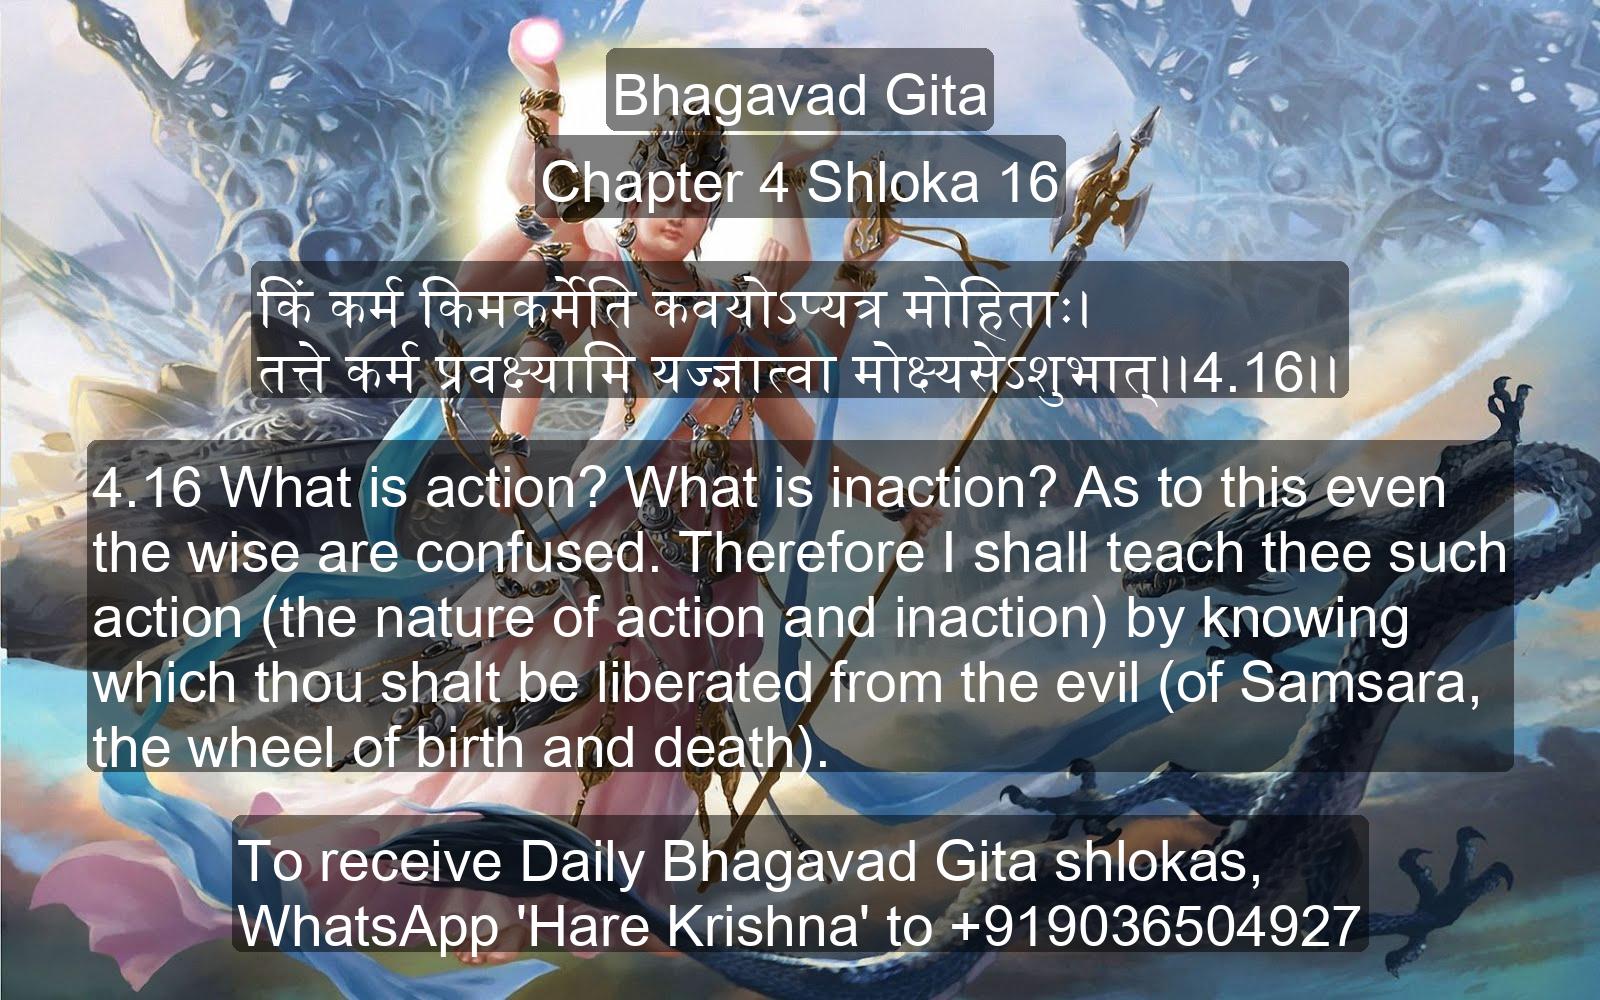 Bhagavad Gita
Chapter 4 Shloka 16
किं कर्म किमकर्मेति कवयोऽप्यत्र मोहिताः।
तत्ते कर्म प्रवक्ष्यामि यज्ज्ञात्वा मोक्ष्यसेऽशुभात्।।4.16।।
4.16 What is action? What is inaction? As to this even
the wise are confused. Therefore I shall teach thee such
action (the nature of action and inaction) by knowing
which thou shalt be liberated from the evil (of Samsara,
the wheel of birth and death).
To receive Daily Bhagavad Gita shlokas,
WhatsApp 'Hare Krishna' to +919036504927